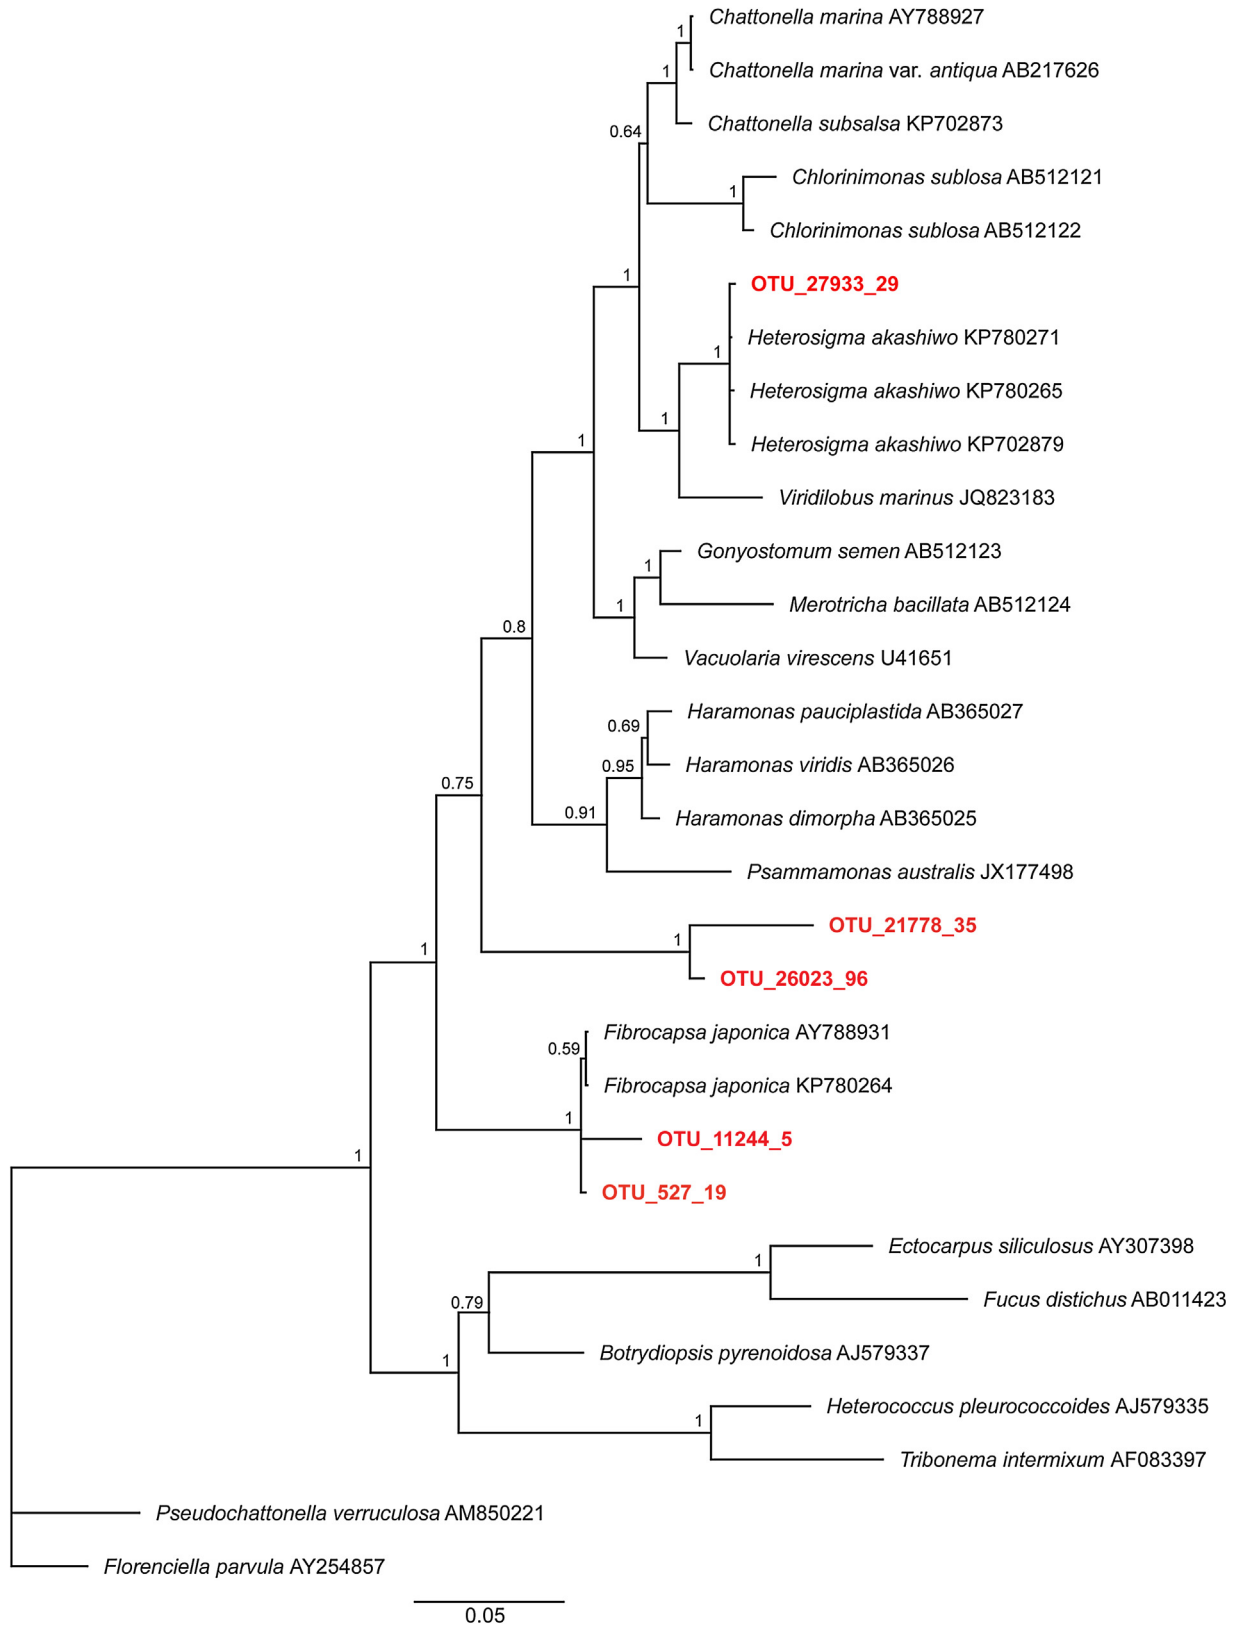 Chattonella marina AY788927
1
Chattonella marina var. antiqua AB217626
1
Chattonella subsalsa KP702873
0.64
Chlorinimonas sublosa AB512121
1
Chlorinimonas sublosa AB512122
1
OTU_27933_29
Heterosigma akashiwo KP780271
1
Heterosigma akashiwo KP780265
1
Heterosigma akashiwo KP702879
1
Viridilobus marinus JQ823183
Gonyostomum semen AB512123
1
Merotricha bacillata AB512124
1
0.8
Vacuolaria virescens U41651
Haramonas pauciplastida AB365027
0.69
Haramonas viridis AB365026
0.95
0.75
Haramonas dimorpha AB365025
0.91
Psammamonas australis JX177498
OTU_21778_35
1
1
OTU_26023_96
Fibrocapsa japonica AY788931
0.59
Fibrocapsa japonica KP780264
1
OTU_11244_5
1
OTU_527_19
Ectocarpus siliculosus AY307398
1
Fucus distichus AB011423
0.79
Botrydiopsis pyrenoidosa AJ579337
1
Heterococcus pleurococcoides AJ579335
1
Tribonema intermixum AF083397
Pseudochattonella verruculosa AM850221
Florenciella parvula AY254857
0.05